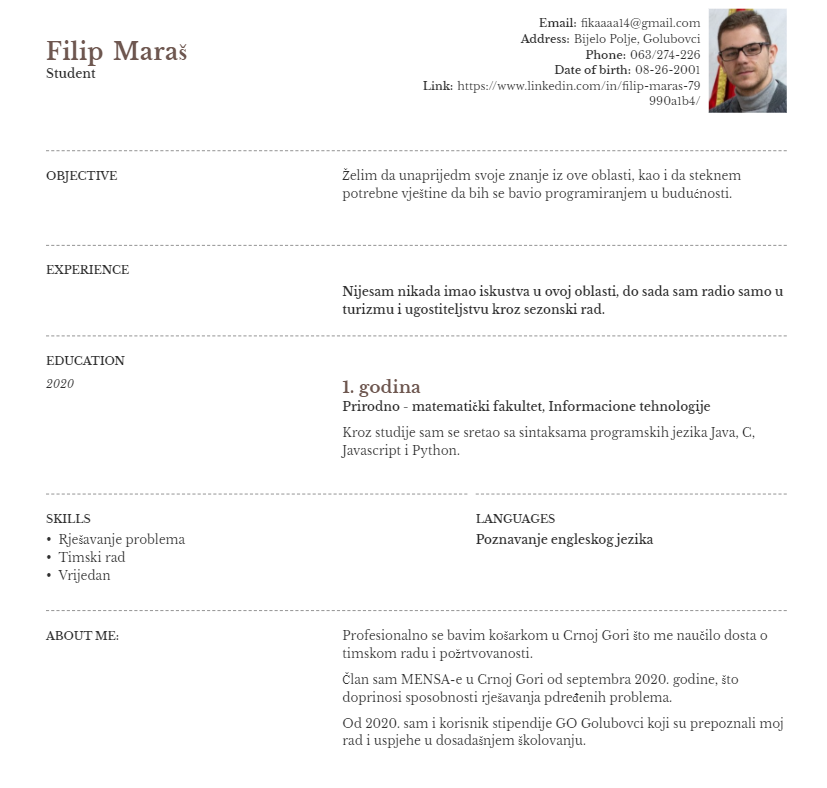 Filip Maraš
Student
Email: fikaaaa14@gmail.com
Address: Bijelo Polje, Golubovci
Phone: 063/274-226
Date of birth: 08-26-2001
Link: https://www.linkedin.com/in/filip-maras-79
990a1b4/
OBJECTIVE
Želim da unaprijedm svoje znanje iz ove oblasti, kao i da steknem
potrebne vještine da bih se bavio programiranjem u budućnosti.
EXPERIENCE
Nijesam nikada imao iskustva u ovoj oblasti, do sada sam radio samo u
turizmu i ugostiteljstvu kroz sezonski rad.
EDUCATION
2020
1. godina
Prirodno - matematički fakultet, Informacione tehnologije
Kroz studije sam se sretao sa sintaksama programskih jezika Java, C,
Javascript i Python.
SKILLS
• Rješavanje problema
• Timski rad
• Vrijedan
LANGUAGES
Poznavanje engleskog jezika
ABOUT ME:
Profesionalno se bavim košarkom u Crnoj Gori što me naučilo dosta o
timskom radu i požrtvovanosti.
Član sam MENSA-e u Crnoj Gori od septembra 2020. godine, što
doprinosi sposobnosti rješavanja pdređenih problema.
Od 2020. sam i korisnik stipendije GO Golubovci koji su prepoznali moj
rad i uspjehe u dosadašnjem školovanju.